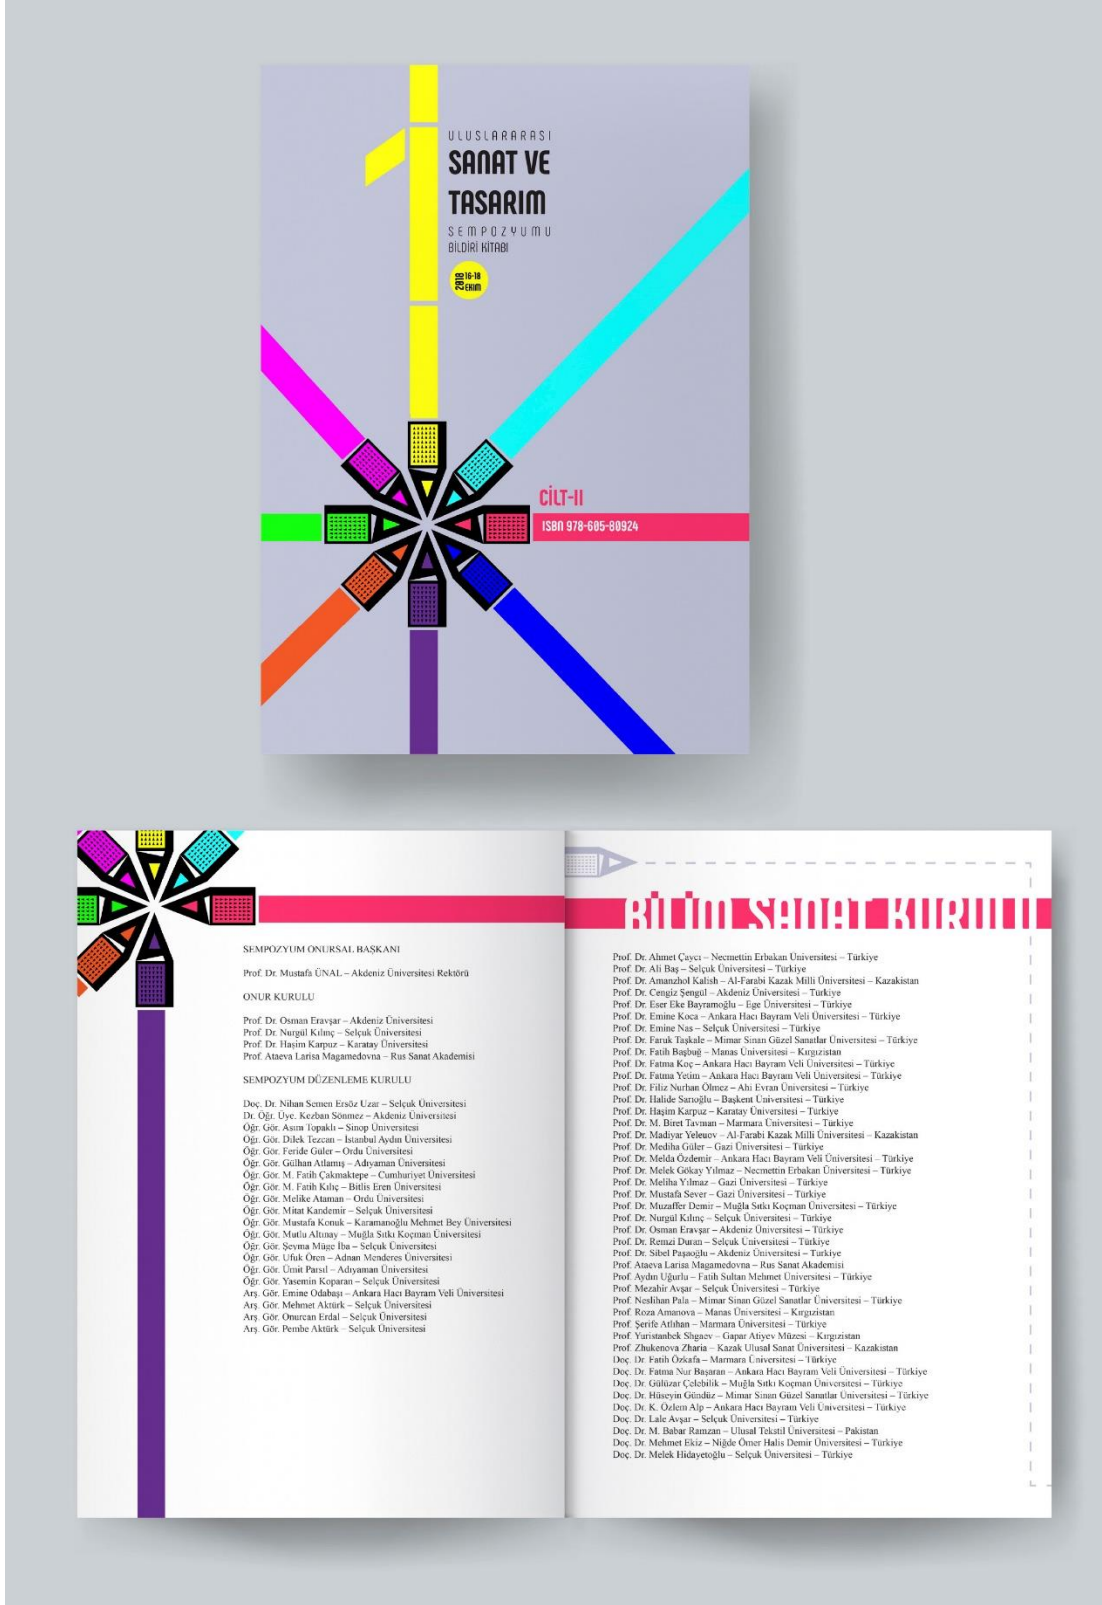 1
ULUSLARARASI
SANAT VE
TASARIM
SEMPOZYUMU
BİLDİRİ KİTABI
2018 16-18 EKİM
CİLT-II
ISBN 978-605-80924
SEMPOZYUM ONURSAL BAŞKANI
Prof. Dr. Mustafa ÜNAL – Akdeniz Üniversitesi Rektörü
ONUR KURULU
Prof. Dr. Osman Eravşar – Akdeniz Üniversitesi
Prof. Dr. Nurgül Kılınç – Selçuk Üniversitesi
Prof. Dr. Haşim Karpuz – Karatay Üniversitesi
Prof. Ataeva Larisa Magamedovna – Rus Sanat Akademisi
SEMPOZYUM DÜZENLEME KURULU
Doç. Dr. Nihan Semen Ersöz Uzar – Selçuk Üniversitesi
Dr. Öğr. Üye. Kezban Sönmez – Akdeniz Üniversitesi
Öğr. Gör. Asım Topaklı – Sinop Üniversitesi
Öğr. Gör. Dilek Tezcan – İstanbul Aydın Üniversitesi
Öğr. Gör. Feride Güler – Ordu Üniversitesi
Öğr. Gör. Gülhan Atlamış – Adıyaman Üniversitesi
Öğr. Gör. M. Fatih Çakmaktepe – Cumhuriyet Üniversitesi
Öğr. Gör. M. Fatih Kılıç – Bitlis Eren Üniversitesi
Öğr. Gör. Melike Ataman – Ordu Üniversitesi
Öğr. Gör. Mitat Kandemir – Selçuk Üniversitesi
Öğr. Gör. Mustafa Konuk – Karamanoğlu Mehmet Bey Üniversitesi
Öğr. Gör. Mutlu Altınay – Muğla Sıtkı Koçman Üniversitesi
Öğr. Gör. Şeyma Müge İba – Selçuk Üniversitesi
Öğr. Gör. Ufuk Ören – Adnan Menderes Üniversitesi
Öğr. Gör. Ümit Parsıl – Adıyaman Üniversitesi
Öğr. Gör. Yasemin Koparan – Selçuk Üniversitesi
Arş. Gör. Emine Odabaşı – Ankara Hacı Bayram Veli Üniversitesi
Arş. Gör. Mehmet Aktürk – Selçuk Üniversitesi
Arş. Gör. Onurcan Erdal – Selçuk Üniversitesi
Arş. Gör. Pembe Aktürk – Selçuk Üniversitesi
BİLİM SANAT KURULU
Prof. Dr. Ahmet Çaycı – Necmettin Erbakan Üniversitesi – Türkiye
Prof. Dr. Ali Baş – Selçuk Üniversitesi – Türkiye
Prof. Dr. Amanzhol Kalish – Al-Farabi Kazak Milli Üniversitesi – Kazakistan
Prof. Dr. Cengiz Şengül – Akdeniz Üniversitesi – Türkiye
Prof. Dr. Eser Eke Bayramoğlu – Ege Üniversitesi – Türkiye
Prof. Dr. Emine Koca – Ankara Hacı Bayram Veli Üniversitesi – Türkiye
Prof. Dr. Emine Nas – Selçuk Üniversitesi – Türkiye
Prof. Dr. Faruk Taşkale – Mimar Sinan Güzel Sanatlar Üniversitesi – Türkiye
Prof. Dr. Fatih Başbuğ – Manas Üniversitesi – Kırgızistan
Prof. Dr. Fatma Koç – Ankara Hacı Bayram Veli Üniversitesi – Türkiye
Prof. Dr. Fatma Yetim – Ankara Hacı Bayram Veli Üniversitesi – Türkiye
Prof. Dr. Filiz Nurhan Ölmez – Ahi Evran Üniversitesi – Türkiye
Prof. Dr. Halide Sarıoğlu – Başkent Üniversitesi – Türkiye
Prof. Dr. Haşim Karpuz – Karatay Üniversitesi – Türkiye
Prof. Dr. M. Biret Tavman – Marmara Üniversitesi – Türkiye
Prof. Dr. Madiyar Yeleuov – Al-Farabi Kazak Milli Üniversitesi – Kazakistan
Prof. Dr. Mediha Güler – Gazi Üniversitesi – Türkiye
Prof. Dr. Melda Özdemir – Ankara Hacı Bayram Veli Üniversitesi – Türkiye
Prof. Dr. Melek Gökay Yılmaz – Necmettin Erbakan Üniversitesi – Türkiye
Prof. Dr. Meliha Yılmaz – Gazi Üniversitesi – Türkiye
Prof. Dr. Mustafa Sever – Gazi Üniversitesi – Türkiye
Prof. Dr. Muzaffer Demir – Muğla Sıtkı Koçman Üniversitesi – Türkiye
Prof. Dr. Nurgül Kılınç – Selçuk Üniversitesi – Türkiye
Prof. Dr. Osman Eravşar – Akdeniz Üniversitesi – Türkiye
Prof. Dr. Remzi Duran – Selçuk Üniversitesi – Türkiye
Prof. Dr. Sibel Paşaoğlu – Akdeniz Üniversitesi – Türkiye
Prof. Ataeva Larisa Magamedovna – Rus Sanat Akademisi
Prof. Aydın Uğurlu – Fatih Sultan Mehmet Üniversitesi – Türkiye
Prof. Mezahir Avşar – Selçuk Üniversitesi – Türkiye
Prof. Neslihan Pala – Mimar Sinan Güzel Sanatlar Üniversitesi – Türkiye
Prof. Roza Amanova – Manas Üniversitesi – Kırgızistan
Prof. Şerife Atlıhan – Marmara Üniversitesi – Türkiye
Prof. Yuristanbek Shgaev – Gapar Atiyev Müzesi – Kırgızistan
Prof. Zhukenova Zharia – Kazak Ulusal Sanat Üniversitesi – Kazakistan
Doç. Dr. Fatih Özkafa – Marmara Üniversitesi – Türkiye
Doç. Dr. Fatma Nur Başaran – Ankara Hacı Bayram Veli Üniversitesi – Türkiye
Doç. Dr. Gülüzar Çelebilik – Muğla Sıtkı Koçman Üniversitesi – Türkiye
Doç. Dr. Hüseyin Gündüz – Mimar Sinan Güzel Sanatlar Üniversitesi – Türkiye
Doç. Dr. K. Özlem Alp – Ankara Hacı Bayram Veli Üniversitesi – Türkiye
Doç. Dr. Lale Avşar – Selçuk Üniversitesi – Türkiye
Doç. Dr. M. Babar Ramzan – Ulusal Tekstil Üniversitesi – Pakistan
Doç. Dr. Mehmet Ekiz – Niğde Ömer Halis Demir Üniversitesi – Türkiye
Doç. Dr. Melek Hidayetoğlu – Selçuk Üniversitesi – Türkiye